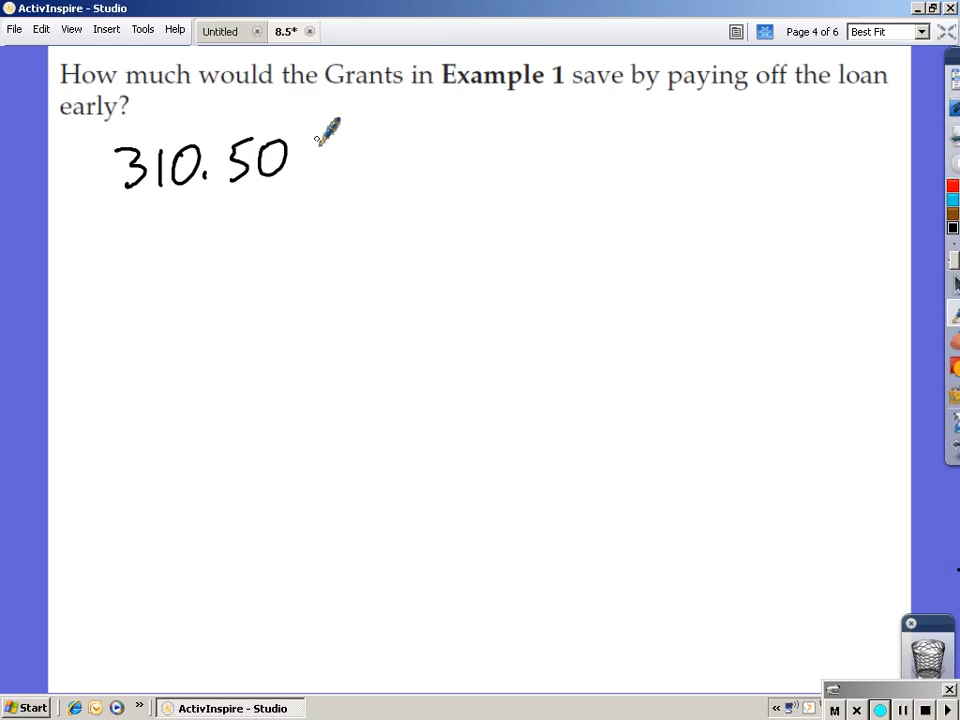 ActivInspire - Studio
File Edit View Insert Tools Help Untitled 8.5* Page 4 of 6 Best Fit
How much would the Grants in Example 1 save by paying off the loan
early?
310.50
Start » ActivInspire - Studio «
M